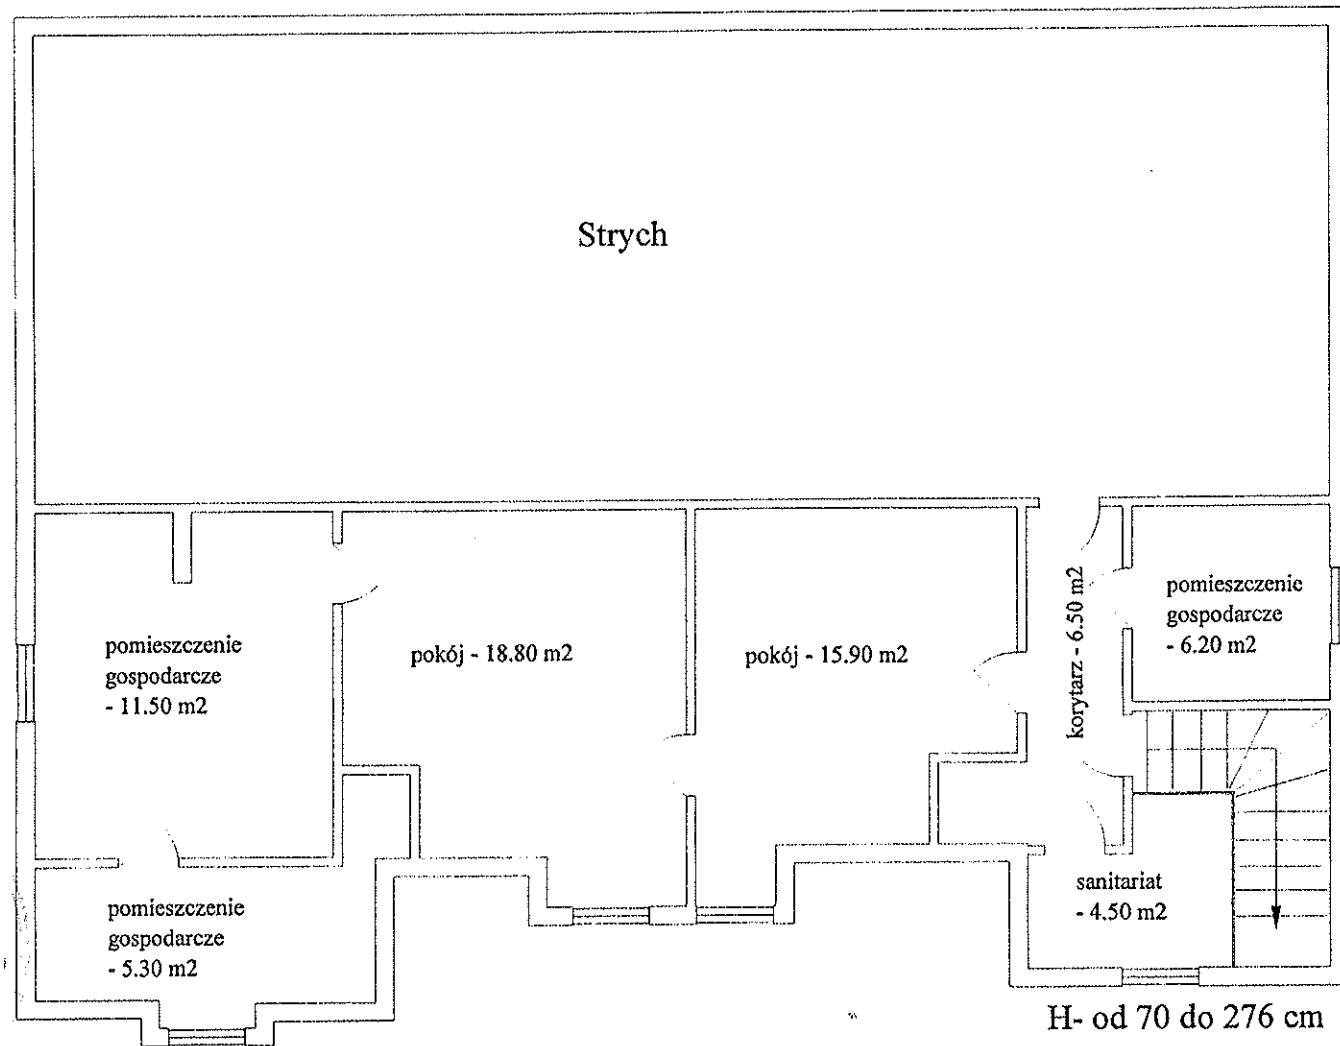 Strych
pomieszczenie
gospodarcze
- 11.50 m2
pokój - 18.80 m2
pokój - 15.90 m2
korytarz - 6.50 m2
pomieszczenie
gospodarcze
- 6.20 m2
pomieszczenie
gospodarcze
- 5.30 m2
sanitariat
- 4.50 m2
H- od 70 do 276 cm